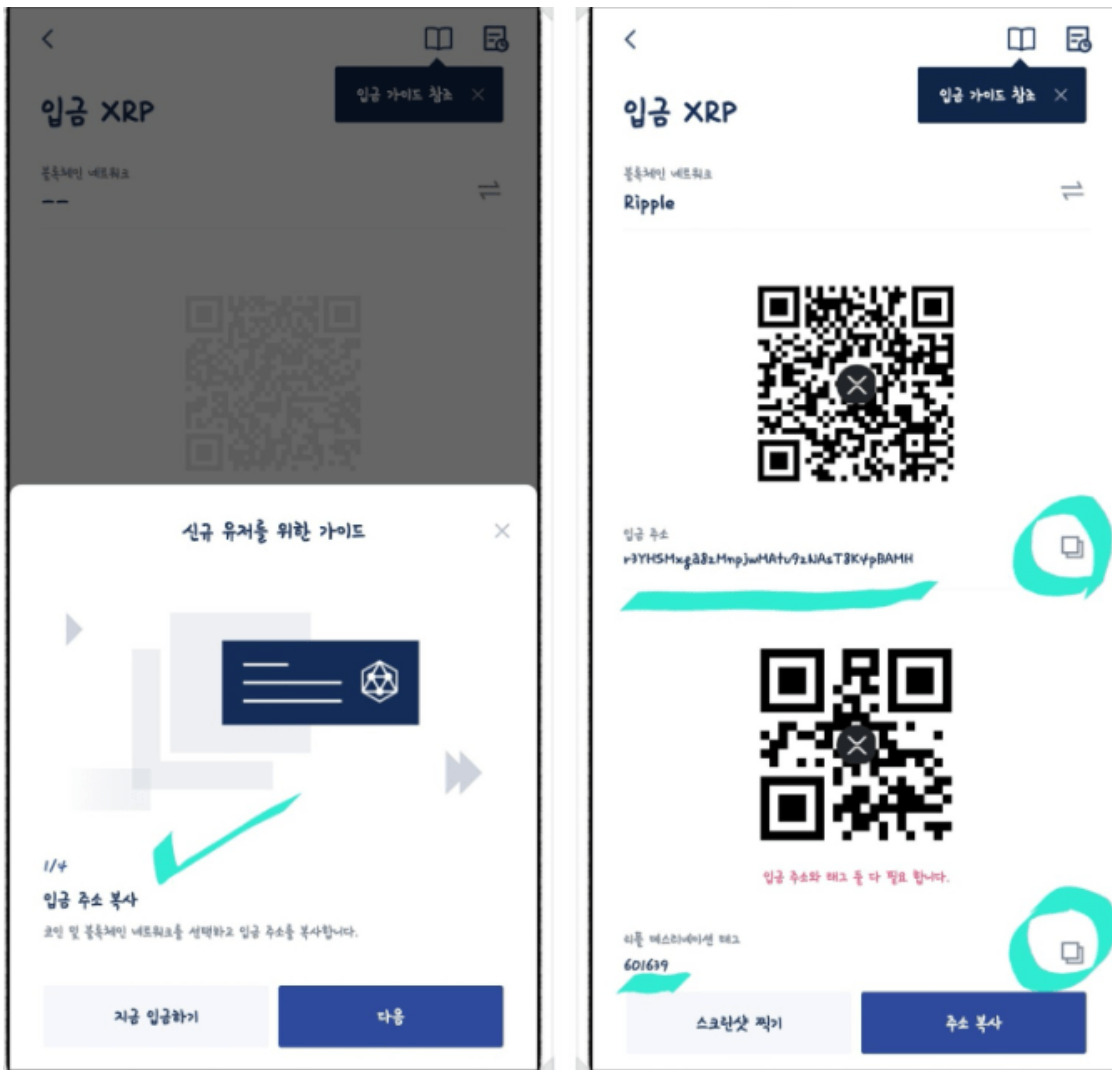 입금 가이드 참조
입금 XRP
블록체인 네트워크
--
신규 유저를 위한 가이드
1/4
입금 주소 복사
코인 및 블록체인 네트워크를 선택하고 입금 주소를 복사합니다.
지금 입금하기
다음
입금 가이드 참조
입금 XRP
블록체인 네트워크
Ripple
입금 주소
입금 주소와 태그 둘 다 필요 합니다.
리플 데스티네이션 태그
601639
스크린샷 찍기
주소 복사